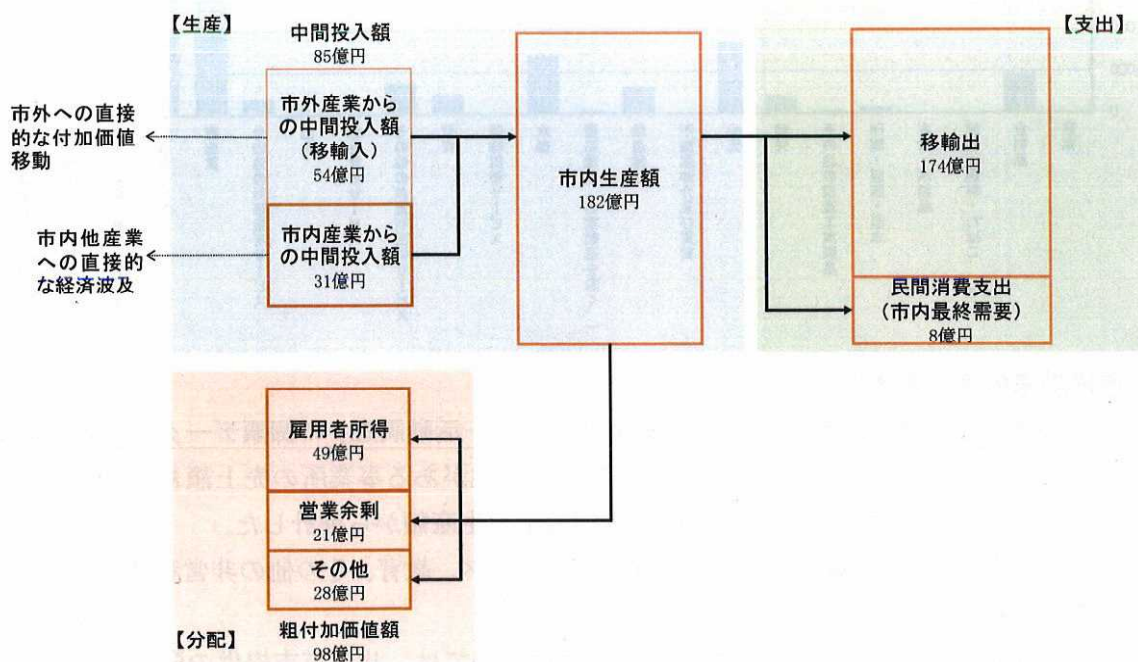 【生産】
中間投入額
85億円
市外産業から
の中間投入額
(移輸入)
54億円
市内産業から
の中間投入額
31億円
市外への直接
的な付加価値
移動
市内他産業
への直接的
な経済波及
市内生産額
182億円
【支出】
移輸出
174億円
民間消費支出
(市内最終需要)
8億円
雇用者所得
49億円
営業余剰
21億円
その他
28億円
【分配】
粗付加価値額
98億円